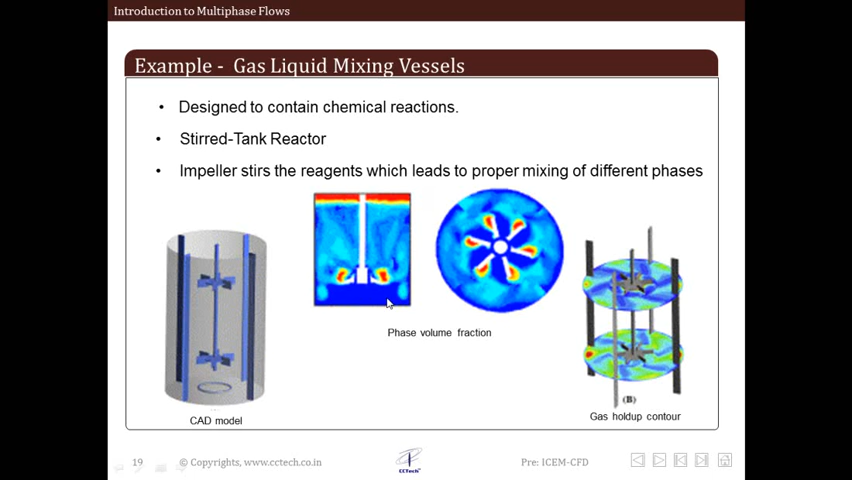 Introduction to Multiphase Flows
Example - Gas Liquid Mixing Vessels
• Designed to contain chemical reactions.
• Stirred-Tank Reactor
• Impeller stirs the reagents which leads to proper mixing of different phases
Phase volume fraction
(B)
CAD model
Gas holdup contour
19
© Copyrights, www.cctech.co.in
CCTech™
Pre: ICEM-CFD